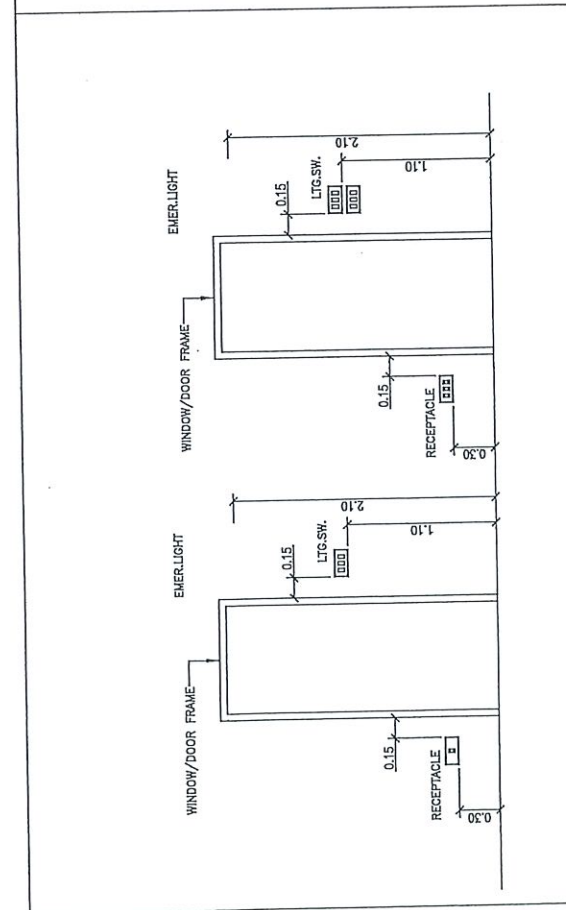 WINDOW/DOOR FRAME
EMER.LIGHT
0.15
LTG.SW.
2.10
1.10
0.15
RECEPTACLE
0.30
WINDOW/DOOR FRAME
EMER.LIGHT
0.15
LTG.SW.
2.10
1.10
0.15
RECEPTACLE
0.30